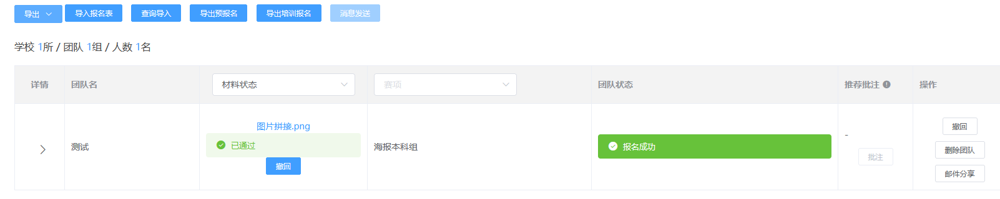 导出 导入报名表 查询导入 导出预报名 导出培训报名 消息发送
学校 1所 / 团队 1组 / 人数 1名
详情 团队名 材料状态 赛项 团队状态 推荐批注 操作
图片拼接.png
已通过
撤回
测试
海报本科组
报名成功
-
批注
撤回
删除团队
邮件分享